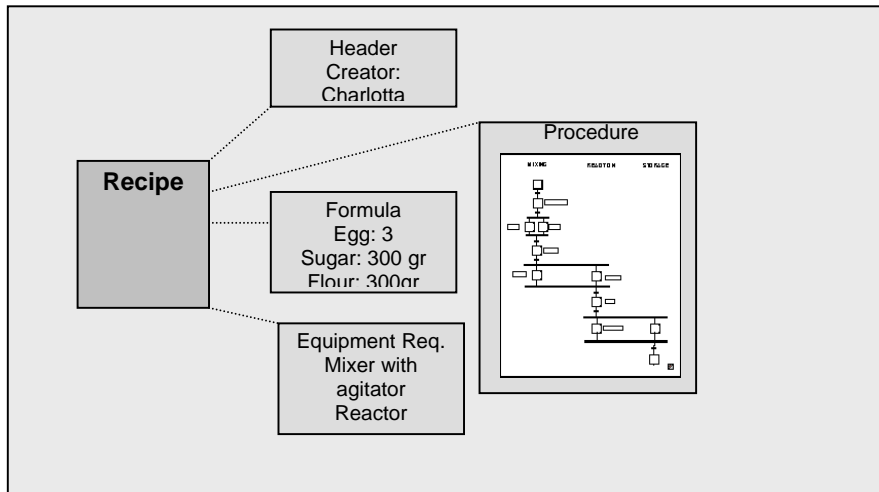 Header
Creator:
Charlotta
Procedure
MIXING REACTON STORAGE
Recipe
Formula
Egg: 3
Sugar: 300 gr
Flour: 300gr
Equipment Req.
Mixer with
agitator
Reactor